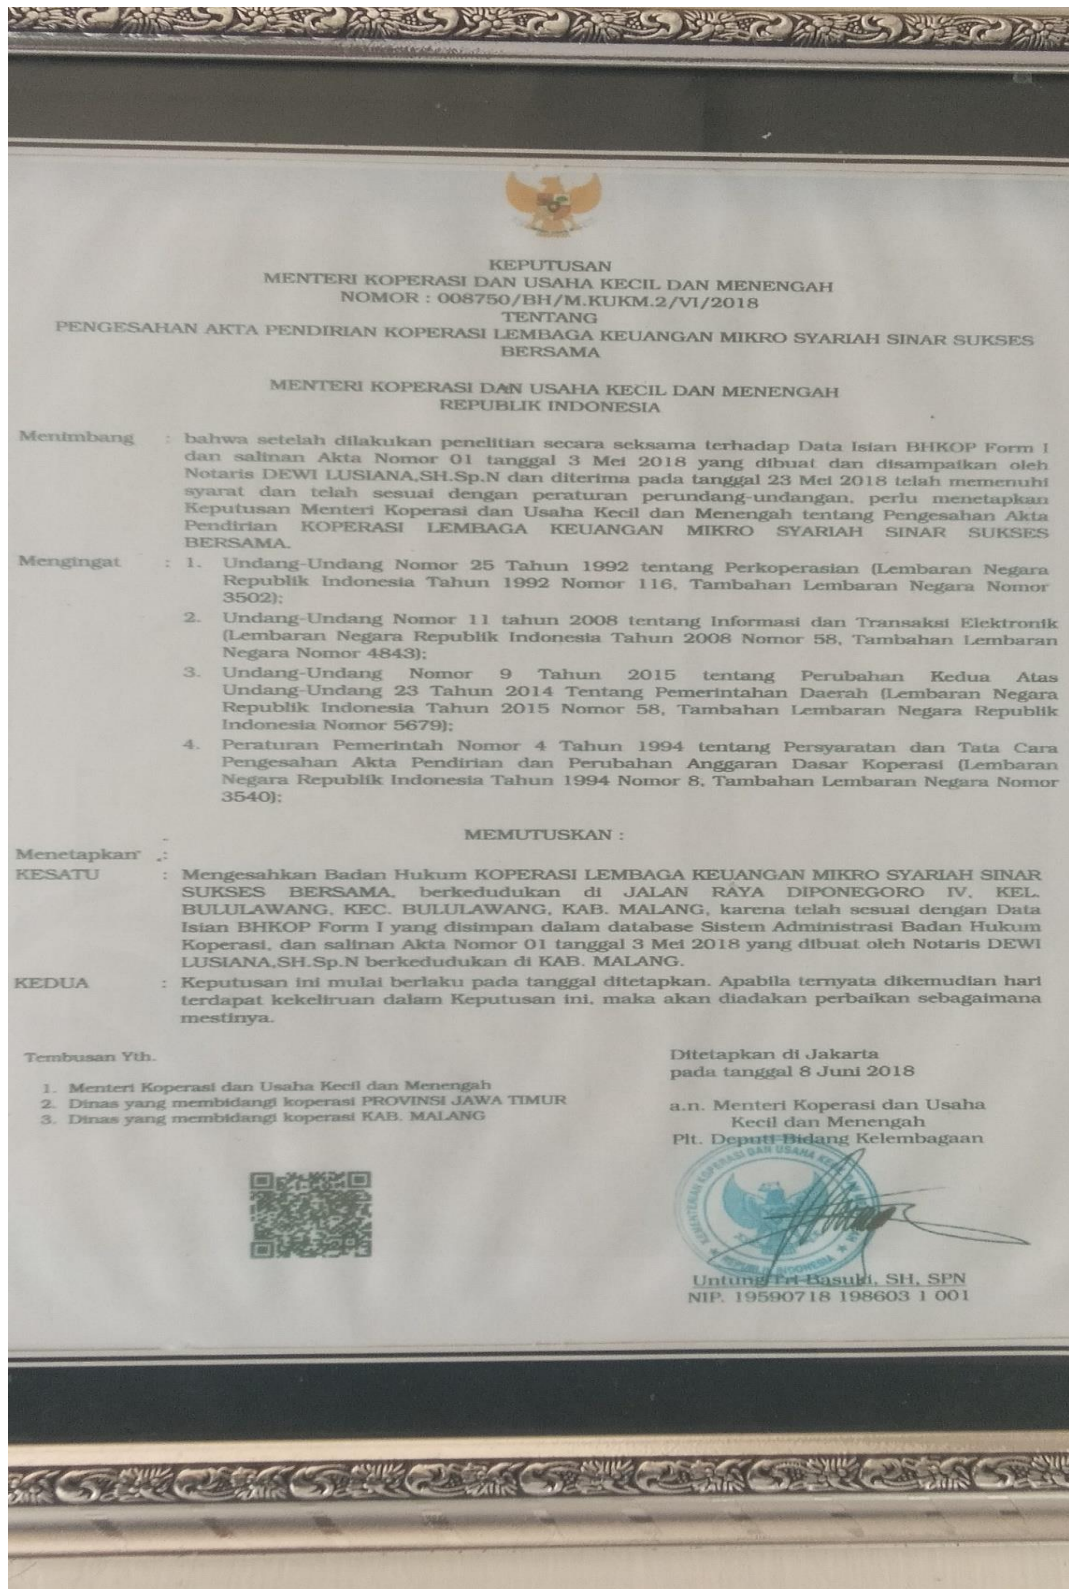 KEPUTUSAN
MENTERI KOPERASI DAN USAHA KECIL DAN MENENGAH
NOMOR : 008750/BH/M.KUKM.2/VI/2018
TENTANG
PENGESAHAN AKTA PENDIRIAN KOPERASI LEMBAGA KEUANGAN MIKRO SYARIAH SINAR SUKSES
BERSAMA
MENTERI KOPERASI DAN USAHA KECIL DAN MENENGAH
REPUBLIK INDONESIA
Menimbang : bahwa setelah dilakukan penelitian secara seksama terhadap Data Isian BHKOP Form I
dan salinan Akta Nomor 01 tanggal 3 Mei 2018 yang dibuat dan disampaikan oleh
Notaris DEWI LUSIANA,SH.Sp.N dan diterima pada tanggal 23 Mei 2018 telah memenuhi
syarat dan telah sesuai dengan peraturan perundang-undangan, perlu menetapkan
Keputusan Menteri Koperasi dan Usaha Kecil dan Menengah tentang Pengesahan Akta
Pendirian KOPERASI LEMBAGA KEUANGAN MIKRO SYARIAH SINAR SUKSES
BERSAMA.
Mengingat : 1. Undang-Undang Nomor 25 Tahun 1992 tentang Perkoperasian (Lembaran Negara
Republik Indonesia Tahun 1992 Nomor 116, Tambahan Lembaran Negara Nomor
3502);
2. Undang-Undang Nomor 11 tahun 2008 tentang Informasi dan Transaksi Elektronik
(Lembaran Negara Republik Indonesia Tahun 2008 Nomor 58, Tambahan Lembaran
Negara Nomor 4843);
3. Undang-Undang Nomor 9 Tahun 2015 tentang Perubahan Kedua Atas
Undang-Undang 23 Tahun 2014 Tentang Pemerintahan Daerah (Lembaran Negara
Republik Indonesia Tahun 2015 Nomor 58, Tambahan Lembaran Negara Republik
Indonesia Nomor 5679);
4. Peraturan Pemerintah Nomor 4 Tahun 1994 tentang Persyaratan dan Tata Cara
Pengesahan Akta Pendirian dan Perubahan Anggaran Dasar Koperasi (Lembaran
Negara Republik Indonesia Tahun 1994 Nomor 8, Tambahan Lembaran Negara Nomor
3540);
MEMUTUSKAN :
Menetapkan :
KESATU : Mengesahkan Badan Hukum KOPERASI LEMBAGA KEUANGAN MIKRO SYARIAH SINAR
SUKSES BERSAMA, berkedudukan di JALAN RAYA DIPONEGORO IV, KEL.
BULULAWANG, KEC. BULULAWANG, KAB. MALANG, karena telah sesuai dengan Data
Isian BHKOP Form I yang disimpan dalam database Sistem Administrasi Badan Hukum
Koperasi, dan salinan Akta Nomor 01 tanggal 3 Mei 2018 yang dibuat oleh Notaris DEWI
LUSIANA,SH.Sp.N berkedudukan di KAB. MALANG.
KEDUA : Keputusan ini mulai berlaku pada tanggal ditetapkan. Apabila ternyata dikemudian hari
terdapat kekeliruan dalam Keputusan ini, maka akan diadakan perbaikan sebagaimana
mestinya.
Tembusan Yth.
1. Menteri Koperasi dan Usaha Kecil dan Menengah
2. Dinas yang membidangi koperasi PROVINSI JAWA TIMUR
3. Dinas yang membidangi koperasi KAB. MALANG
Ditetapkan di Jakarta
pada tanggal 8 Juni 2018
a.n. Menteri Koperasi dan Usaha
Kecil dan Menengah
Plt. Deputi Bidang Kelembagaan
KEMENTERIAN KOPERASI DAN USAHA KECIL DAN
REPUBLIK INDONESIA
Untung Tri Basuki, SH, SPN
NIP. 19590718 198603 1 001